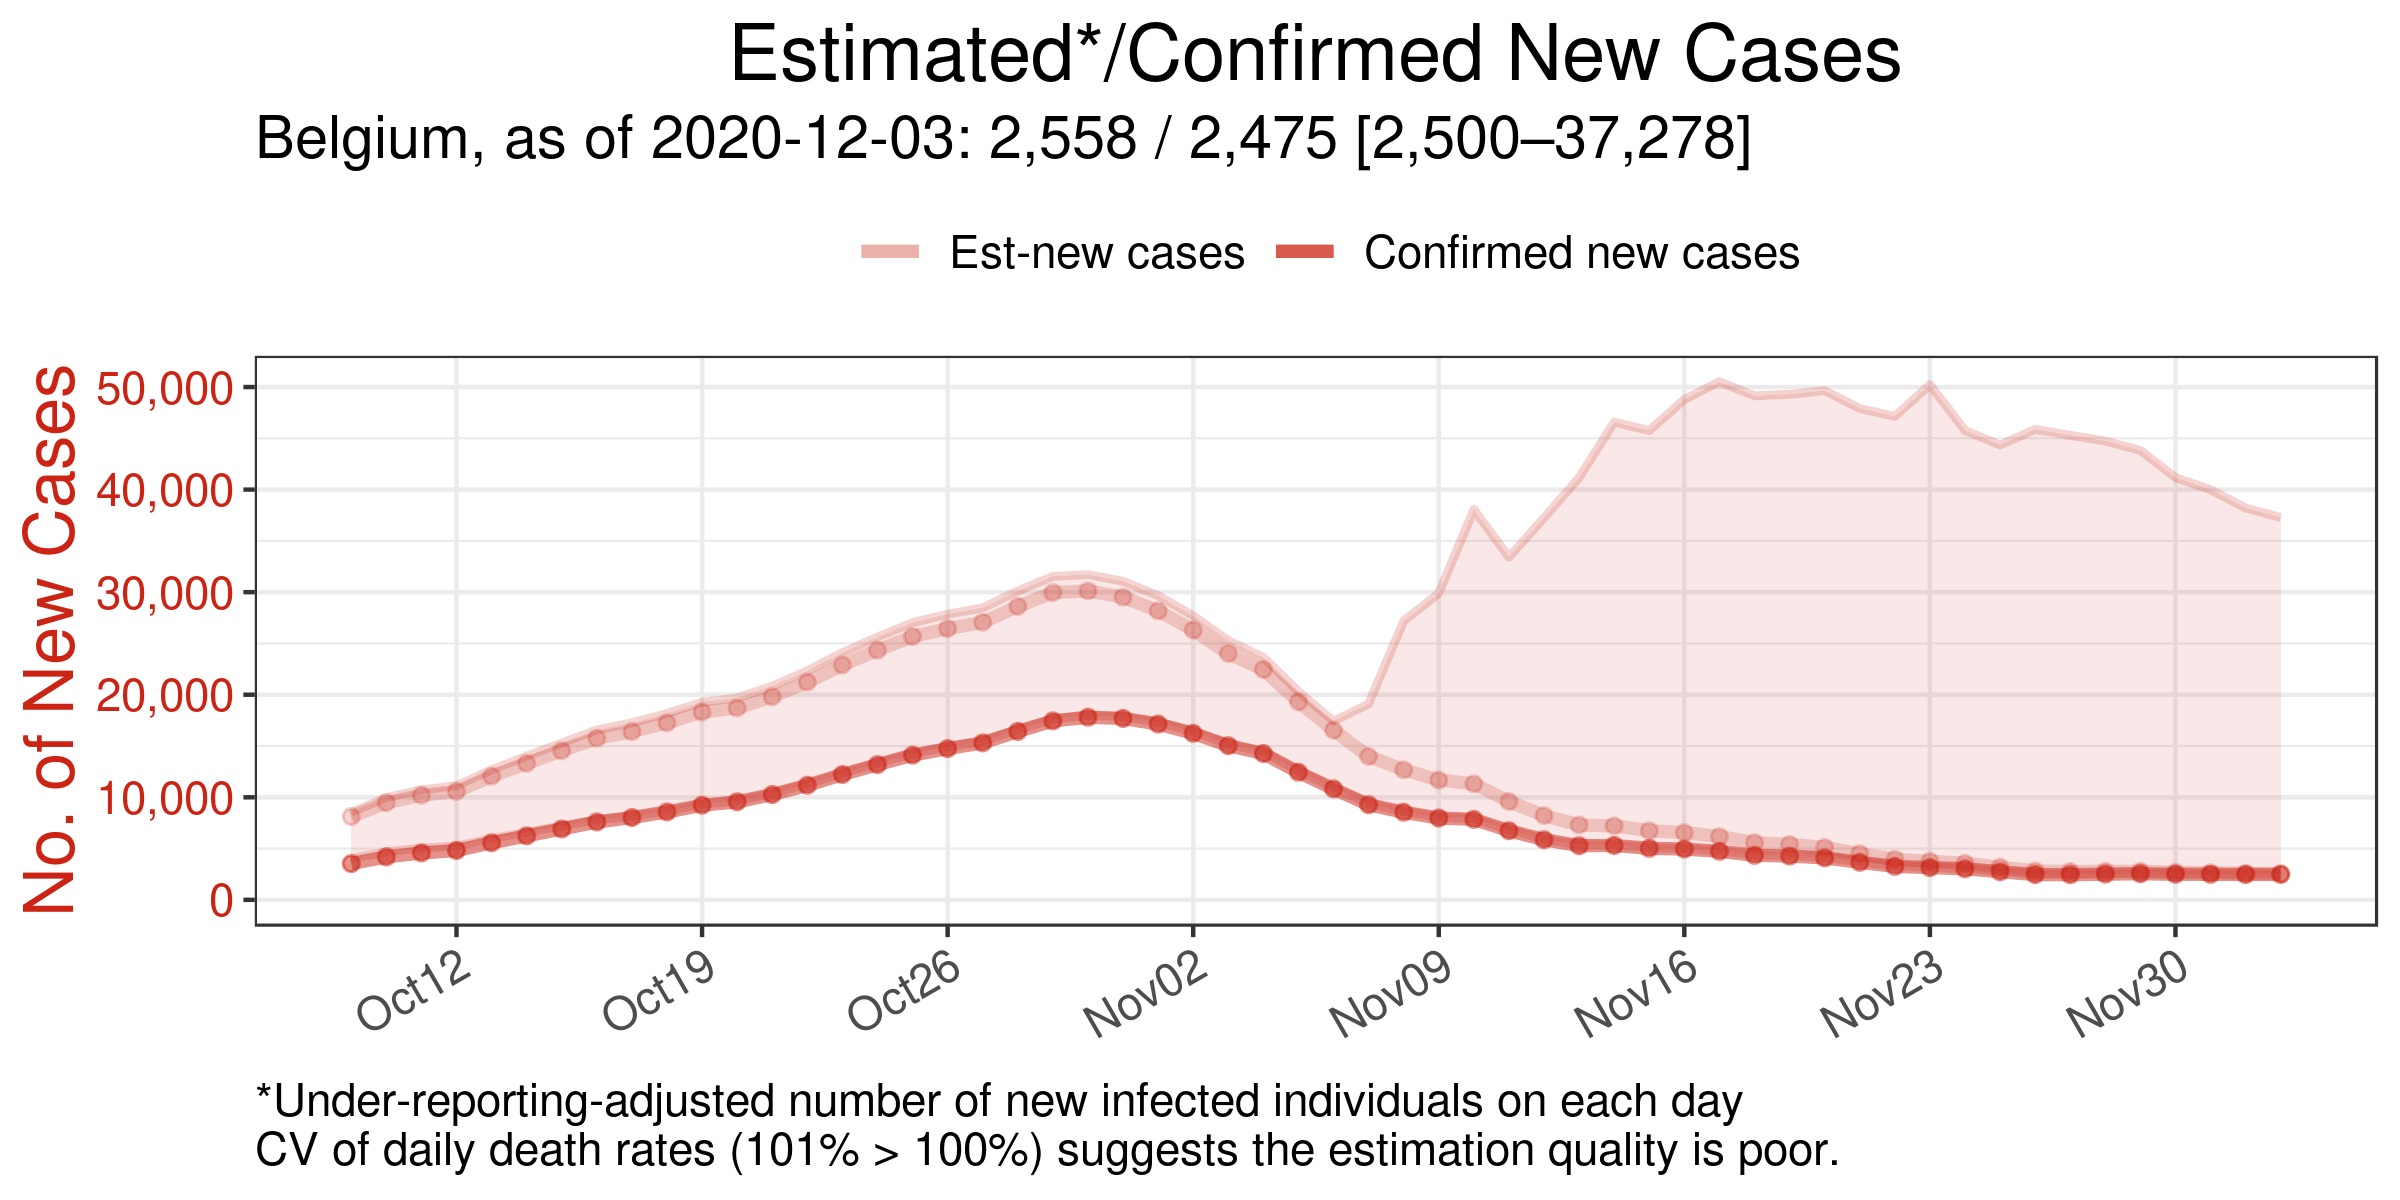 Estimated*/Confirmed New Cases
Belgium, as of 2020-12-03: 2,558 / 2,475 [2,500–37,278]
Est-new cases
Confirmed new cases
No. of New Cases
50,000
40,000
30,000
20,000
10,000
0
Oct12
Oct19
Oct26
Nov02
Nov09
Nov16
Nov23
Nov30
*Under-reporting-adjusted number of new infected individuals on each day
CV of daily death rates (101% > 100%) suggests the estimation quality is poor.